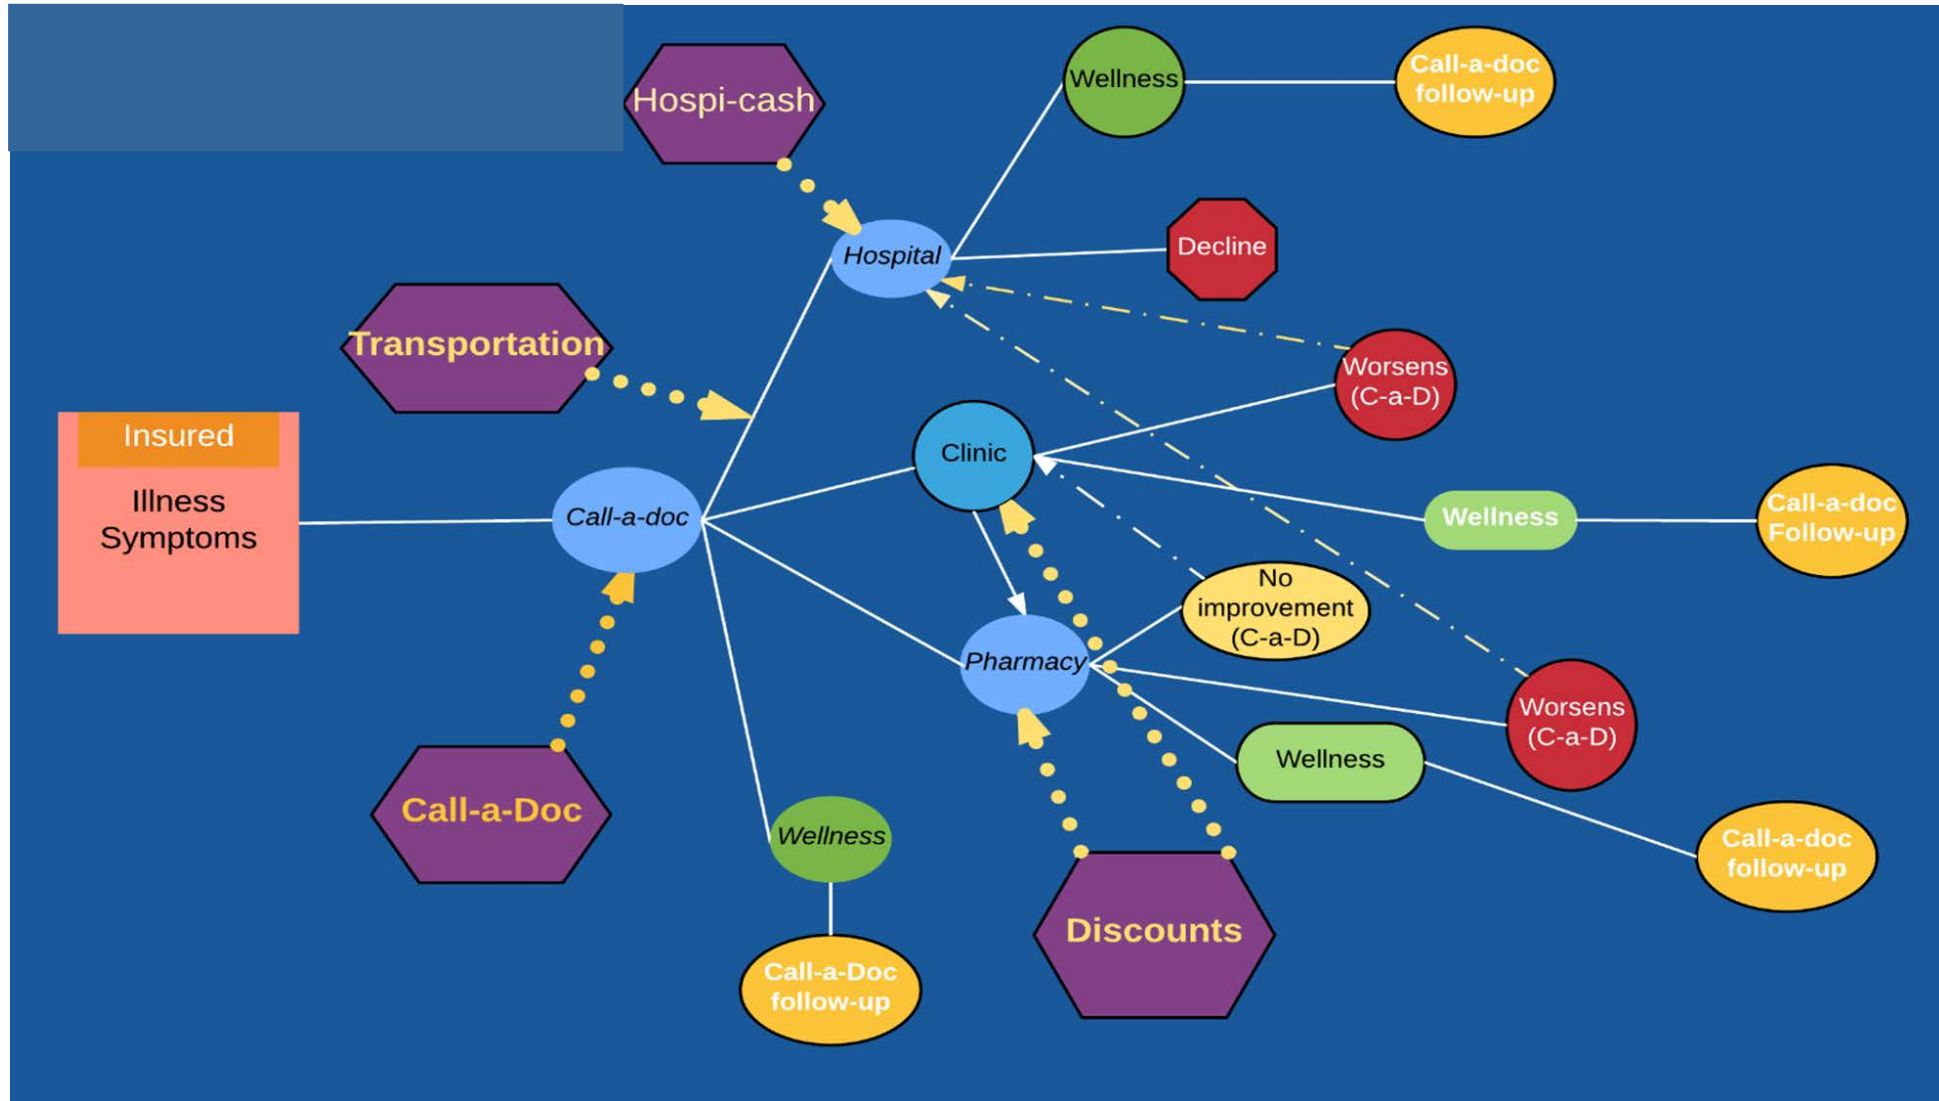 Hospi-cash
Wellness
Call-a-doc
follow-up
Hospital
Decline
Transportation
Worsens
(C-a-D)
Insured
Illness
Symptoms
Call-a-doc
Clinic
Wellness
Call-a-doc
Follow-up
No
improvement
(C-a-D)
Pharmacy
Worsens
(C-a-D)
Wellness
Call-a-Doc
Wellness
Call-a-doc
follow-up
Discounts
Call-a-Doc
follow-up